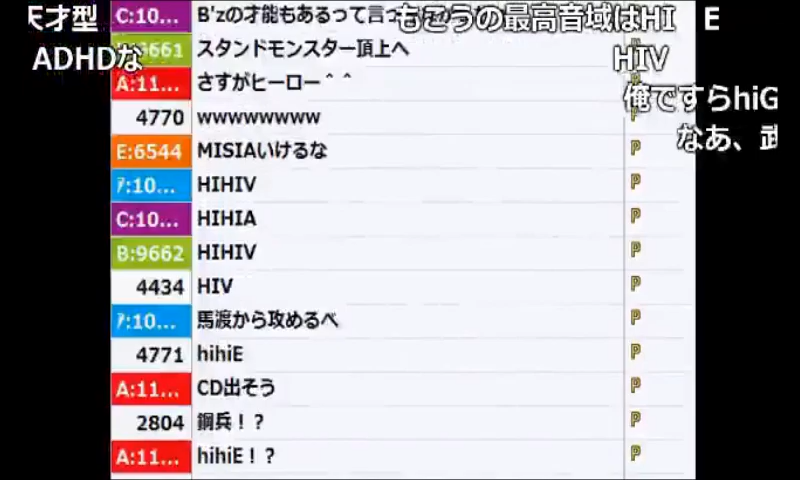 天才型
ADHDな
もこうの最高音域はHI E
HIV
俺ですらhiG
なあ、武
C:10... B'zの才能もあるって言っ
9661 スタンドモンスター頂上へ P
A:11... さすがヒーロー＾＾
4770 wwwwwwwww P
E:6544 MISIAいけるな P
ｱ:10... HIHIV P
C:10... HIHIA P
B:9662 HIHIV P
4434 HIV P
ｱ:10... 馬渡から攻めるべ P
4771 hihiE P
A:11... CD出そう P
2804 鋼兵！？ P
A:11... hihiE！？ P